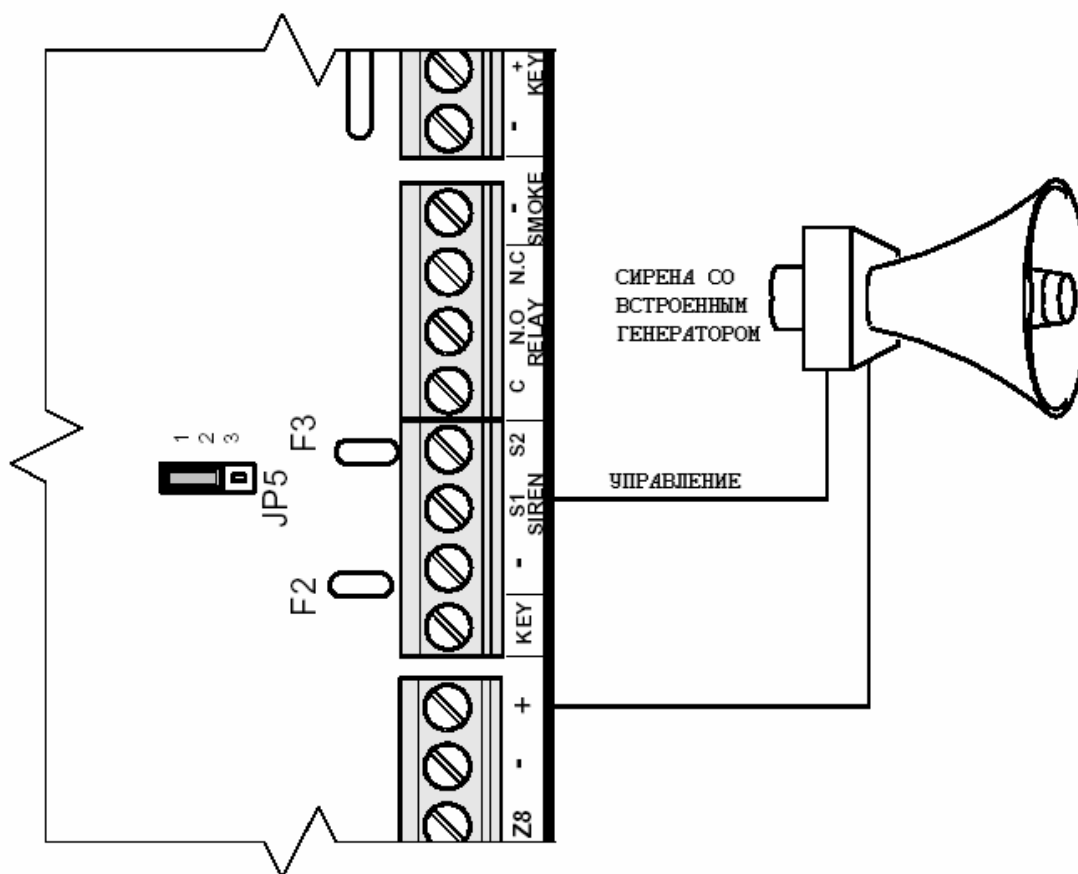 +
KEY
-
-
SMOKE
N.C
N.O
RELAY
C
S2
S1
SIREN
-
KEY
+
-
Z8
F3
1
2
3
JP5
F2
СИРЕНА СО
ВСТРОЕННЫМ
ГЕНЕРАТОРОМ
УПРАВЛЕНИЕ